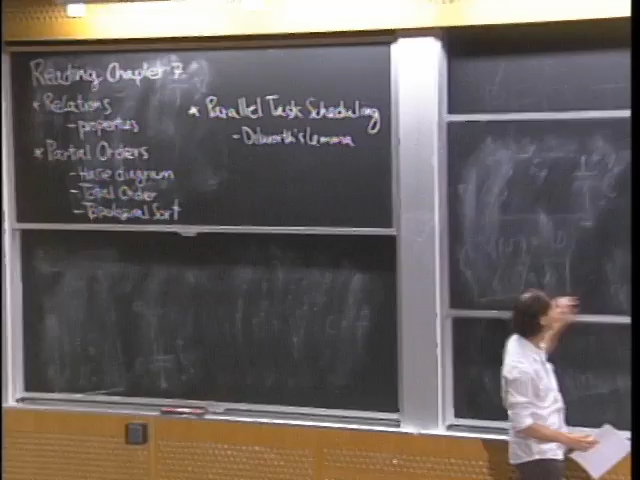 Reading Chapter 7
* Relations
- properties
* Partial Orders
- Hasse diagram
- Total Order
- Topological Sort
* Parallel Task Scheduling
- Dilworth's Lemma